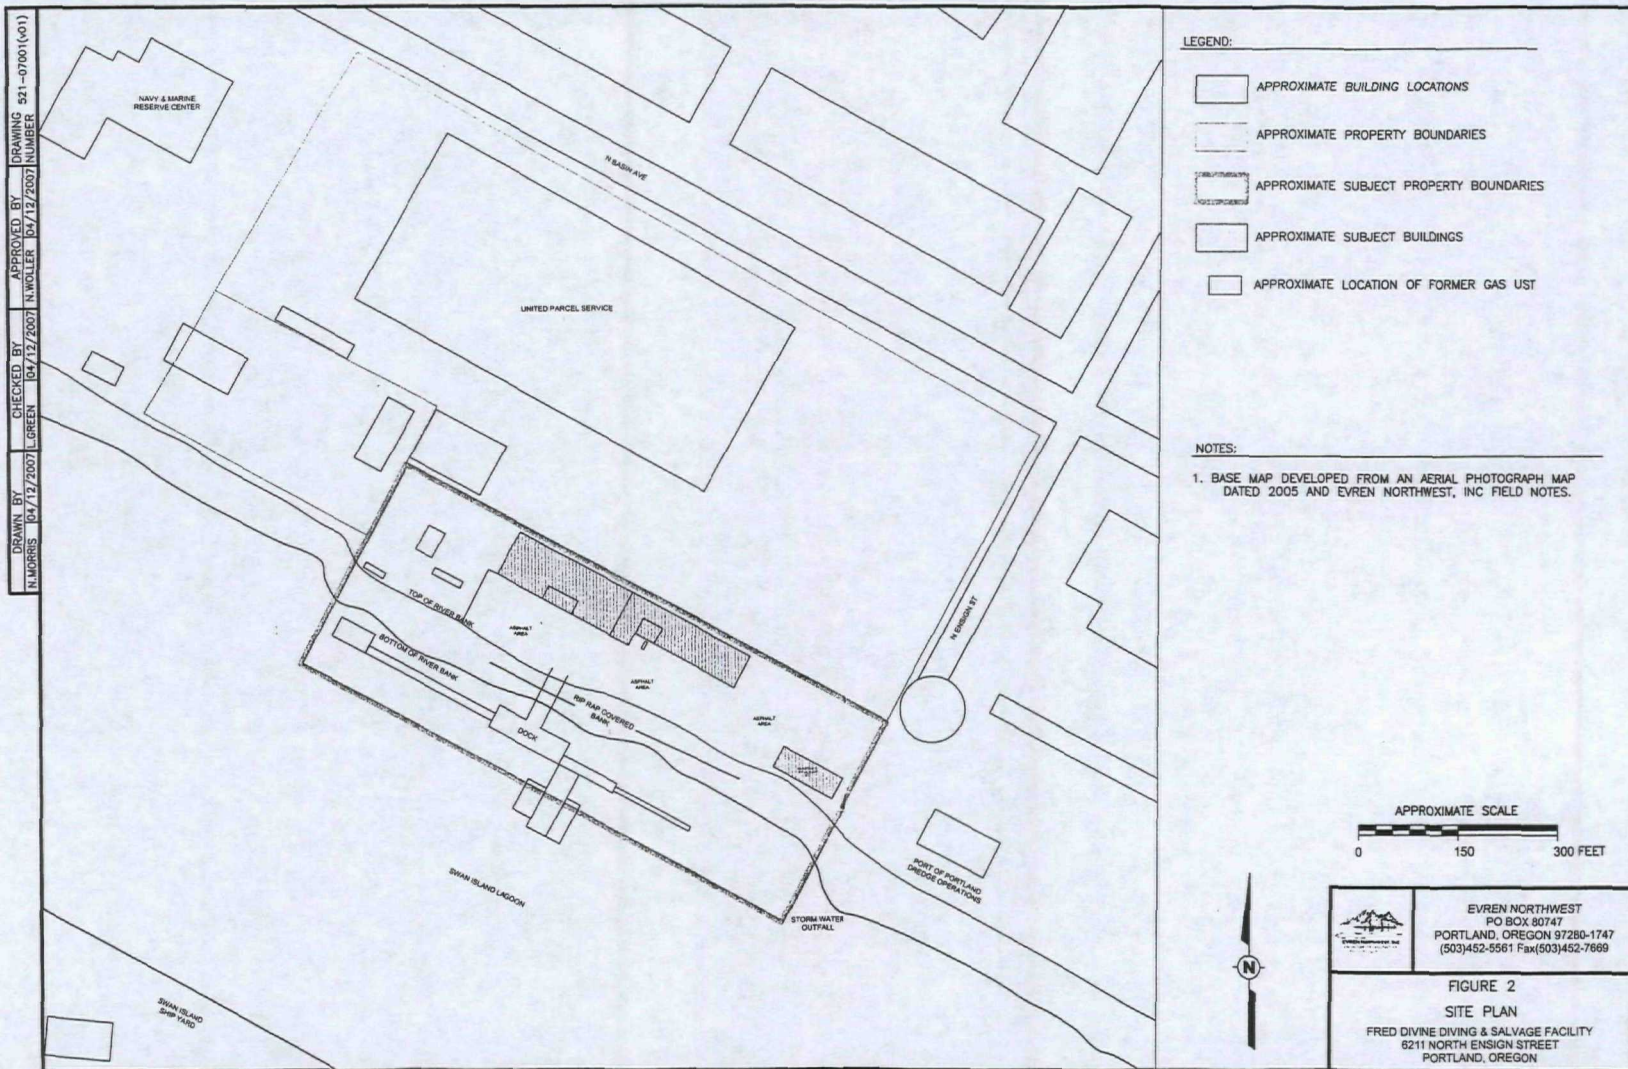 DRAWING NUMBER 521-07001(v01)
APPROVED BY
N.WOLLER 04/12/2007
CHECKED BY
L.GREEN 04/12/2007
DRAWN BY
N.MORRIS 04/12/2007
NAVY & MARINE
RESERVE CENTER
N BASIN AVE
UNITED PARCEL SERVICE
N ENSIGN ST
TOP OF RIVER BANK
ASPHALT
AREA
BOTTOM OF RIVER BANK
ASPHALT
AREA
RIP RAP COVERED
BANK
ASPHALT
AREA
DOCK
PORT OF PORTLAND
DREDGE OPERATIONS
SWAN ISLAND LAGOON
STORM WATER
OUTFALL
SWAN ISLAND
SHIP YARD
LEGEND:
APPROXIMATE BUILDING LOCATIONS
APPROXIMATE PROPERTY BOUNDARIES
APPROXIMATE SUBJECT PROPERTY BOUNDARIES
APPROXIMATE SUBJECT BUILDINGS
APPROXIMATE LOCATION OF FORMER GAS UST
NOTES:
1. BASE MAP DEVELOPED FROM AN AERIAL PHOTOGRAPH MAP
DATED 2005 AND EVREN NORTHWEST, INC FIELD NOTES.
APPROXIMATE SCALE
0 150 300 FEET
N
EVREN NORTHWEST
PO BOX 80747
PORTLAND, OREGON 97280-1747
(503)452-5561 Fax(503)452-7669
FIGURE 2
SITE PLAN
FRED DIVINE DIVING & SALVAGE FACILITY
6211 NORTH ENSIGN STREET
PORTLAND, OREGON